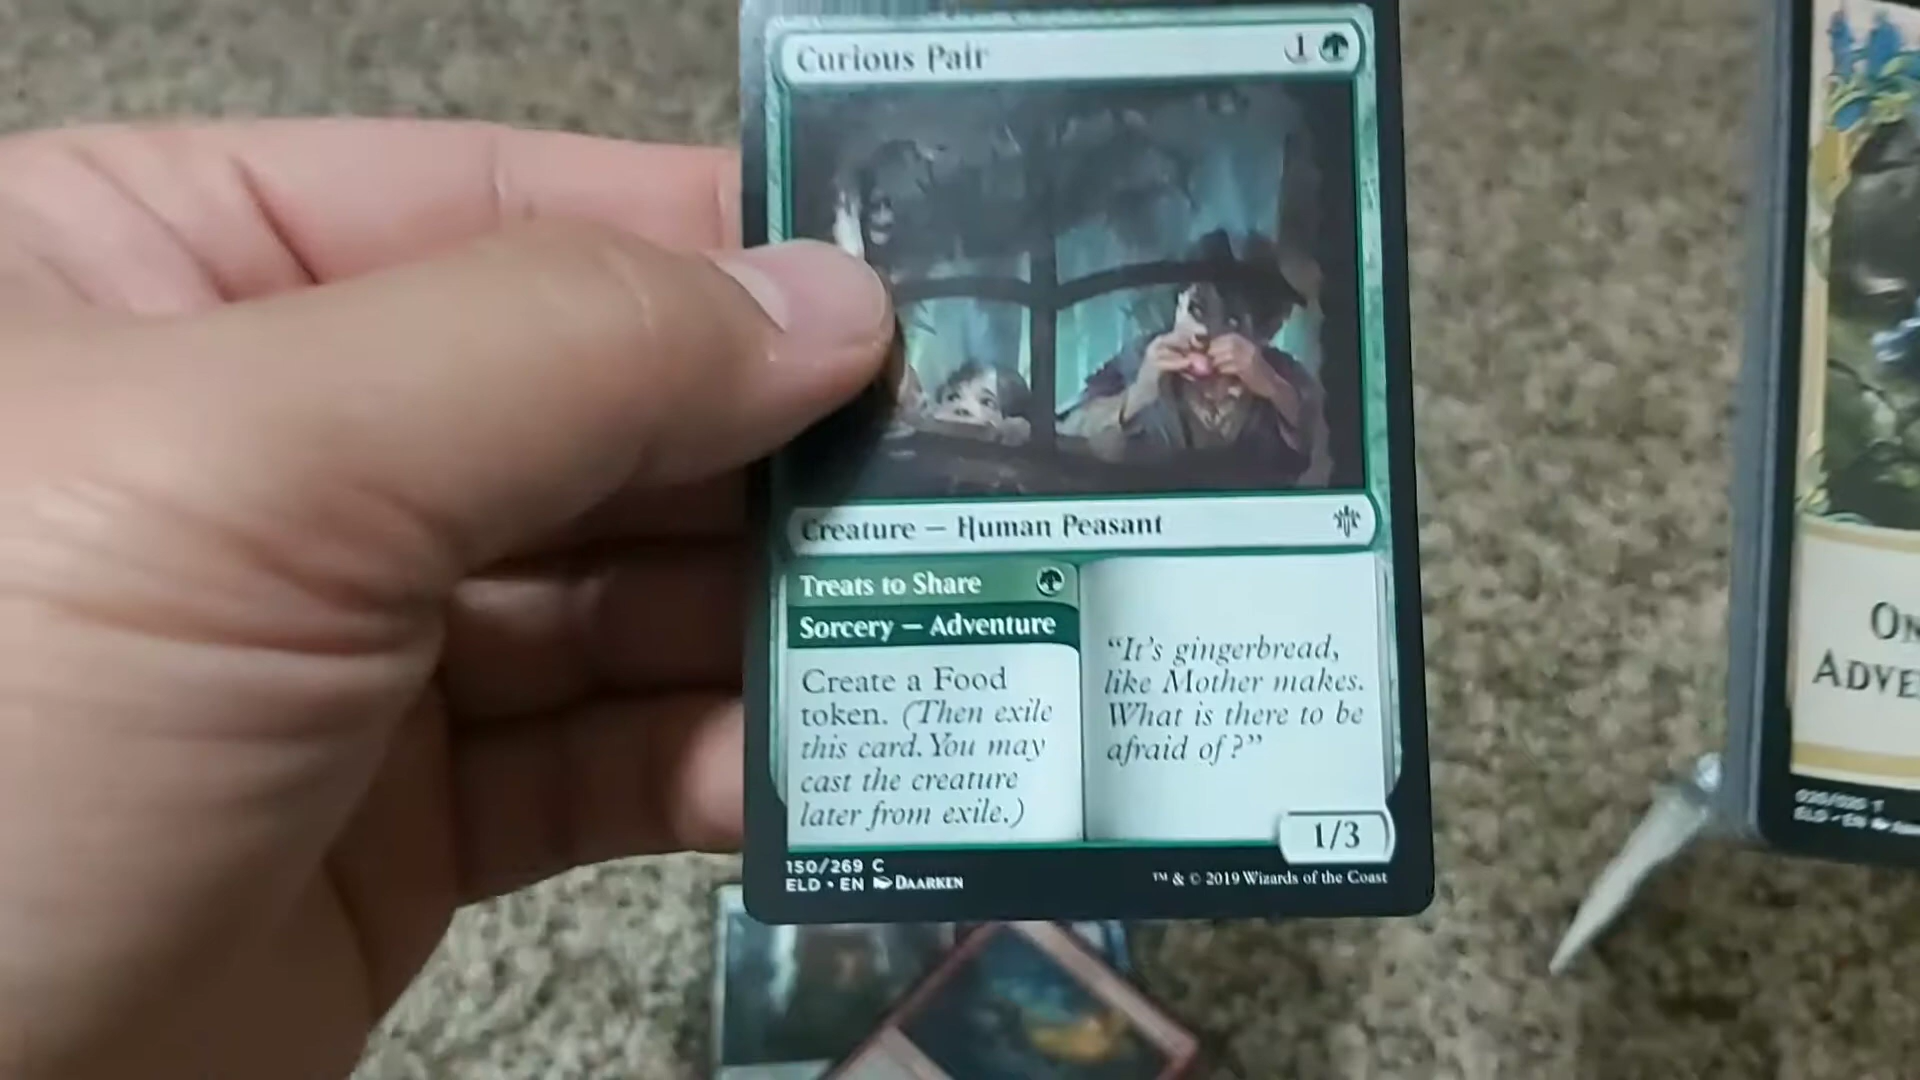 Curious Pair 1
Creature — Human Peasant
Treats to Share
Sorcery — Adventure
Create a Food
token. (Then exile
this card. You may
cast the creature
later from exile.)
“It's gingerbread,
like Mother makes.
What is there to be
afraid of?”
1/3
150/269 C
ELD • EN DAARKEN
™ & © 2019 Wizards of the Coast
ON
ADVE
ELD • EN